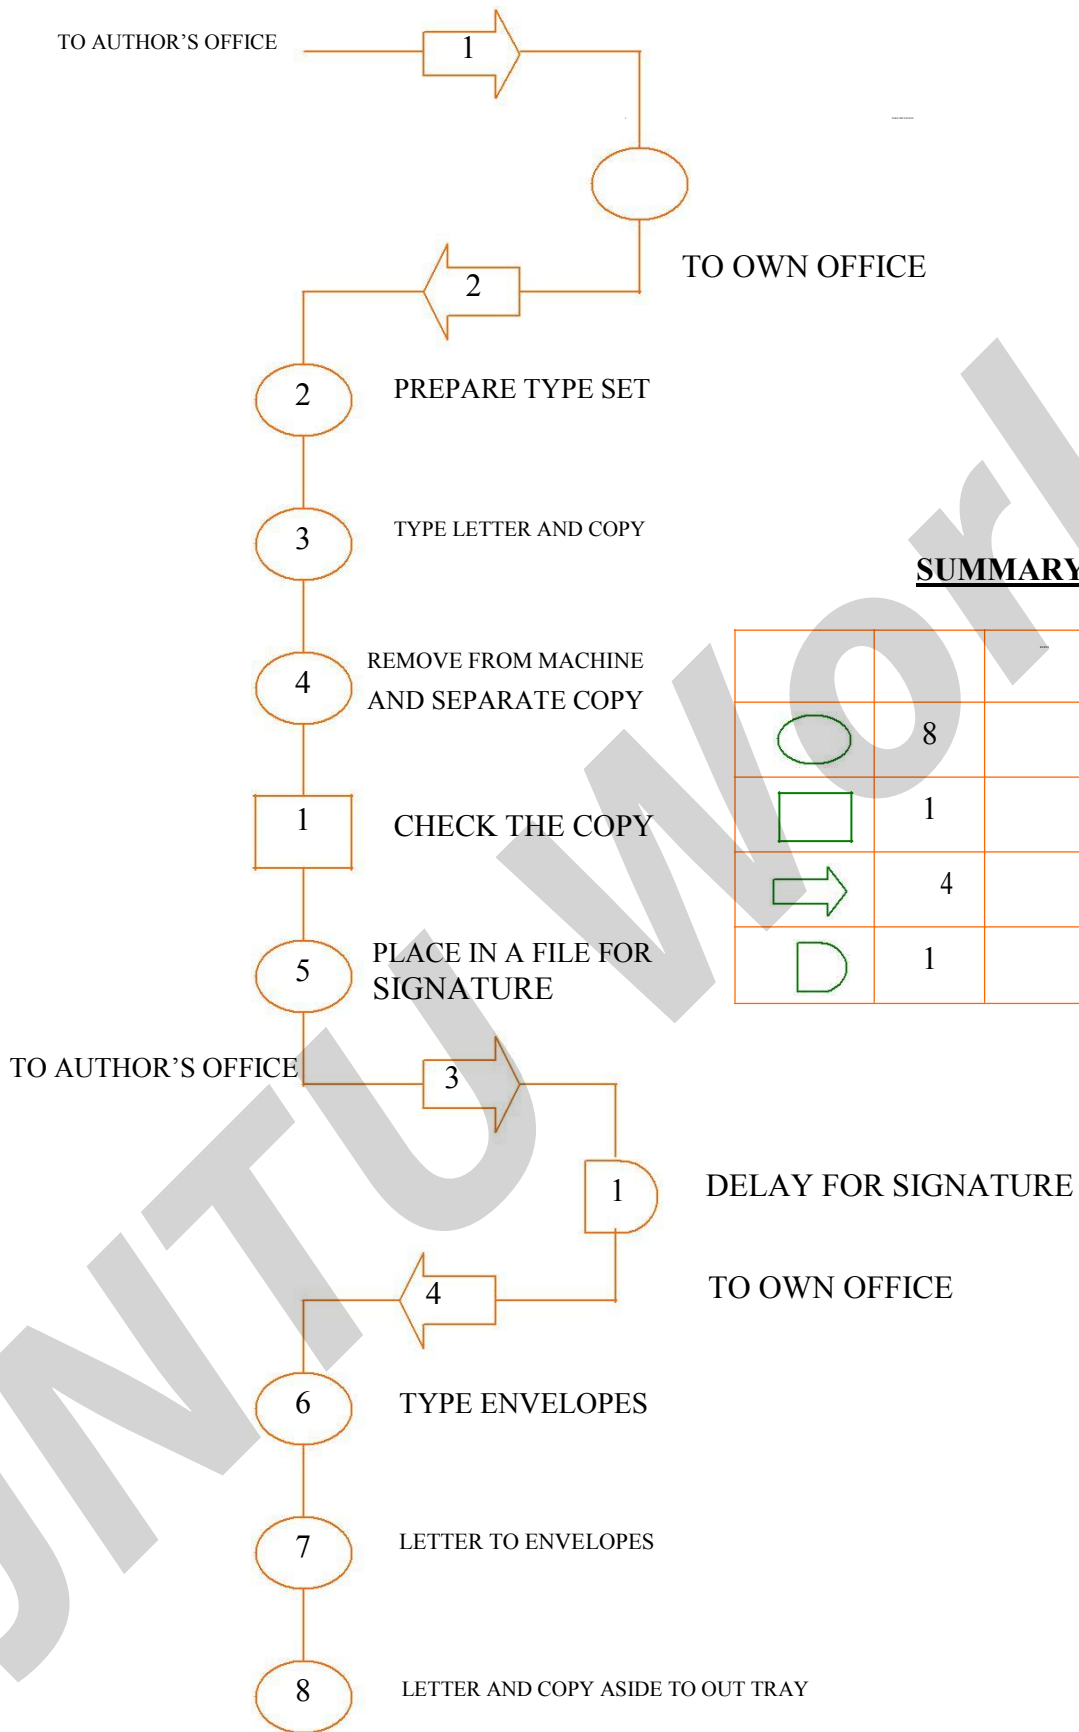 TO AUTHOR'S OFFICE
1
TO OWN OFFICE
2
2
PREPARE TYPE SET
3
TYPE LETTER AND COPY
SUMMARY
4
REMOVE FROM MACHINE
AND SEPARATE COPY
8
1
CHECK THE COPY
1
4
5
PLACE IN A FILE FOR
SIGNATURE
1
TO AUTHOR'S OFFICE
3
1
DELAY FOR SIGNATURE
4
TO OWN OFFICE
6
TYPE ENVELOPES
7
LETTER TO ENVELOPES
8
LETTER AND COPY ASIDE TO OUT TRAY
NTU Worl